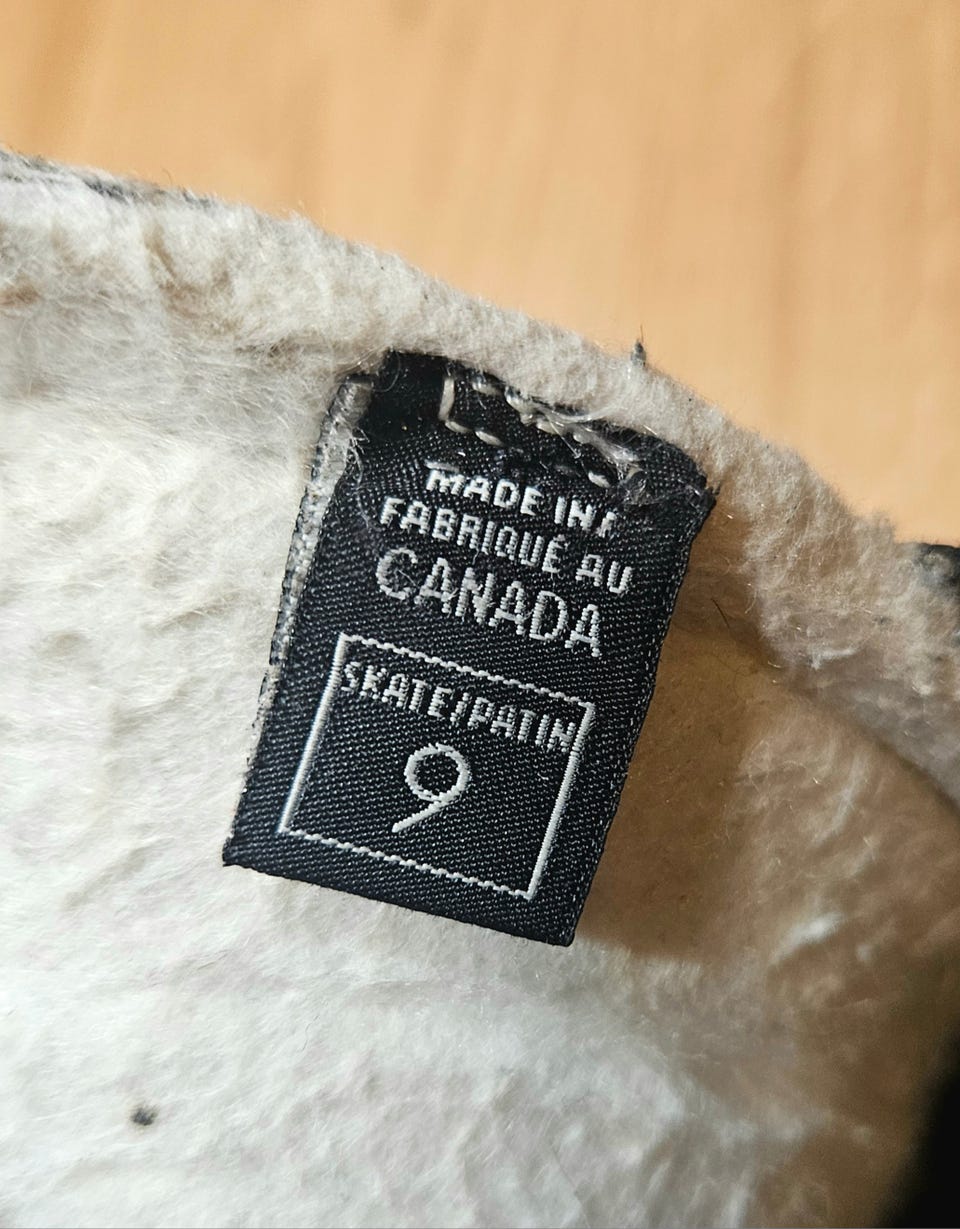 MADE IN/
FABRIQUÉ AU
CANADA
SKATE/PATIN
9